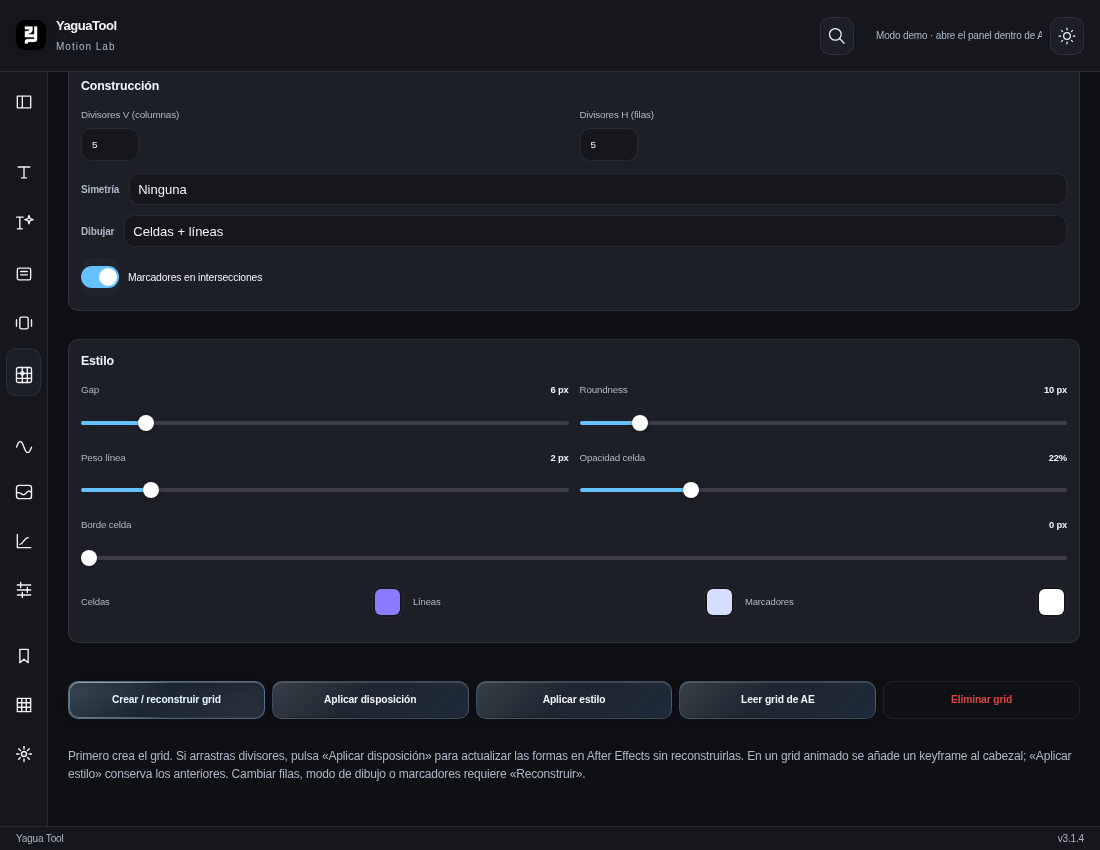 YaguaTool
Motion Lab
Modo demo · abre el panel dentro de A
Construcción
Divisores V (columnas)
Divisores H (filas)
5
5
Simetría
Ninguna
Dibujar
Celdas + líneas
Marcadores en intersecciones
Estilo
Gap
6 px
Roundness
10 px
Peso línea
2 px
Opacidad celda
22%
Borde celda
0 px
Celdas
Líneas
Marcadores
Crear / reconstruir grid
Aplicar disposición
Aplicar estilo
Leer grid de AE
Eliminar grid
Primero crea el grid. Si arrastras divisores, pulsa «Aplicar disposición» para actualizar las formas en After Effects sin reconstruirlas. En un grid animado se añade un keyframe al cabezal; «Aplicar
estilo» conserva los anteriores. Cambiar filas, modo de dibujo o marcadores requiere «Reconstruir».
Yagua Tool
v3.1.4